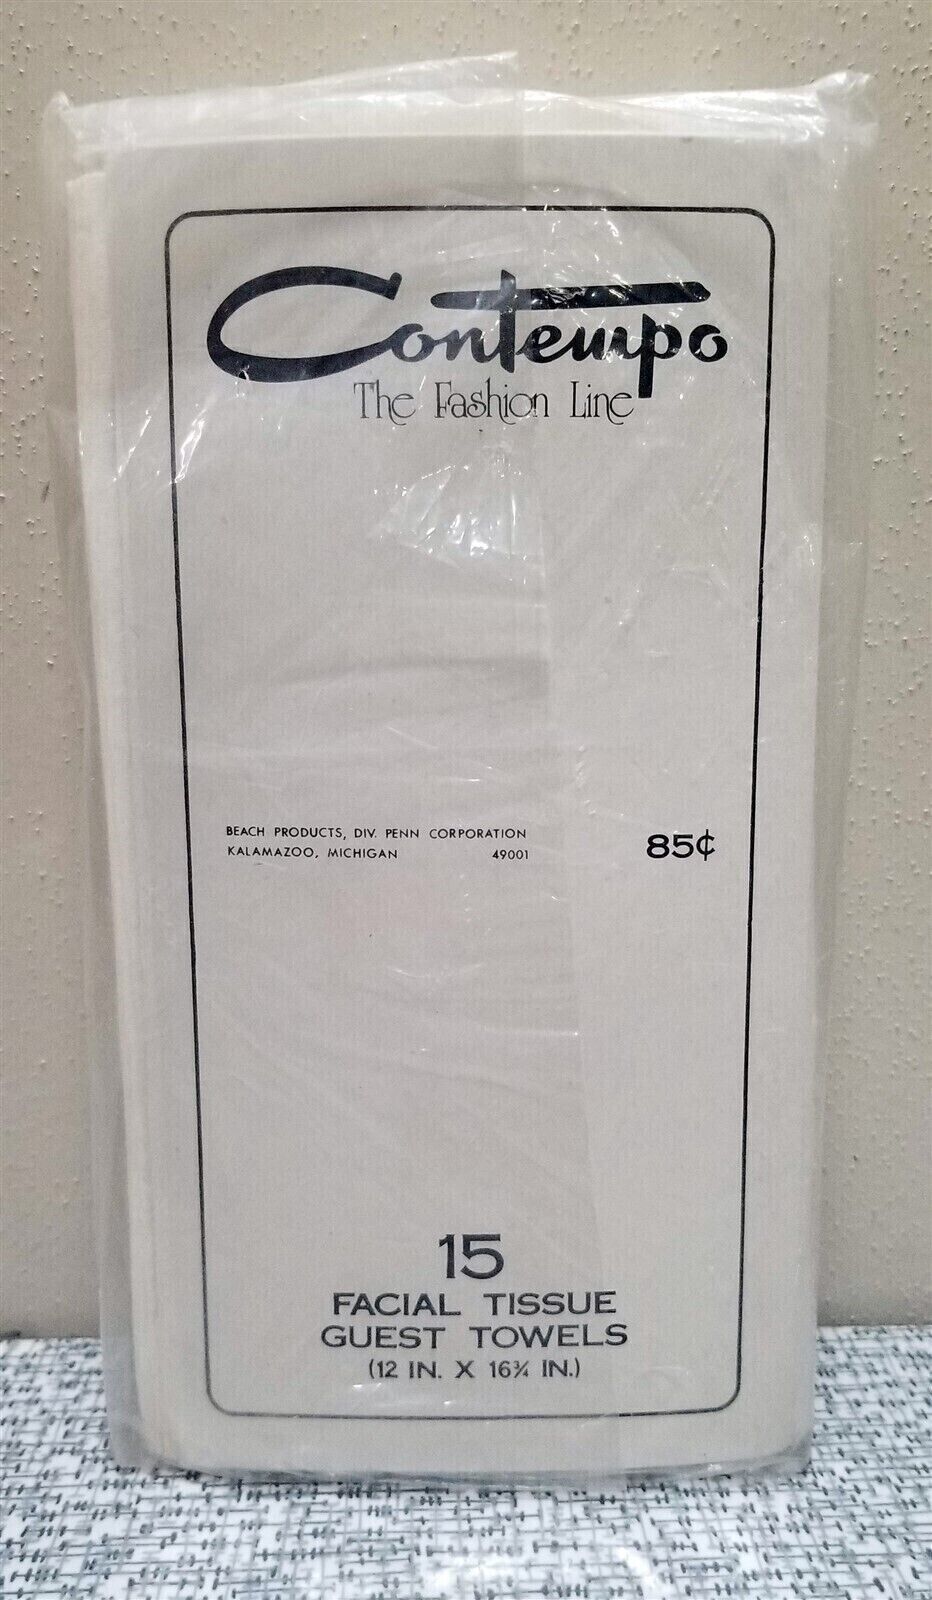 Contempo
The Fashion Line
BEACH PRODUCTS, DIV. PENN CORPORATION
KALAMAZOO, MICHIGAN 49001
85¢
15
FACIAL TISSUE
GUEST TOWELS
(12 IN. X 16¾ IN.)